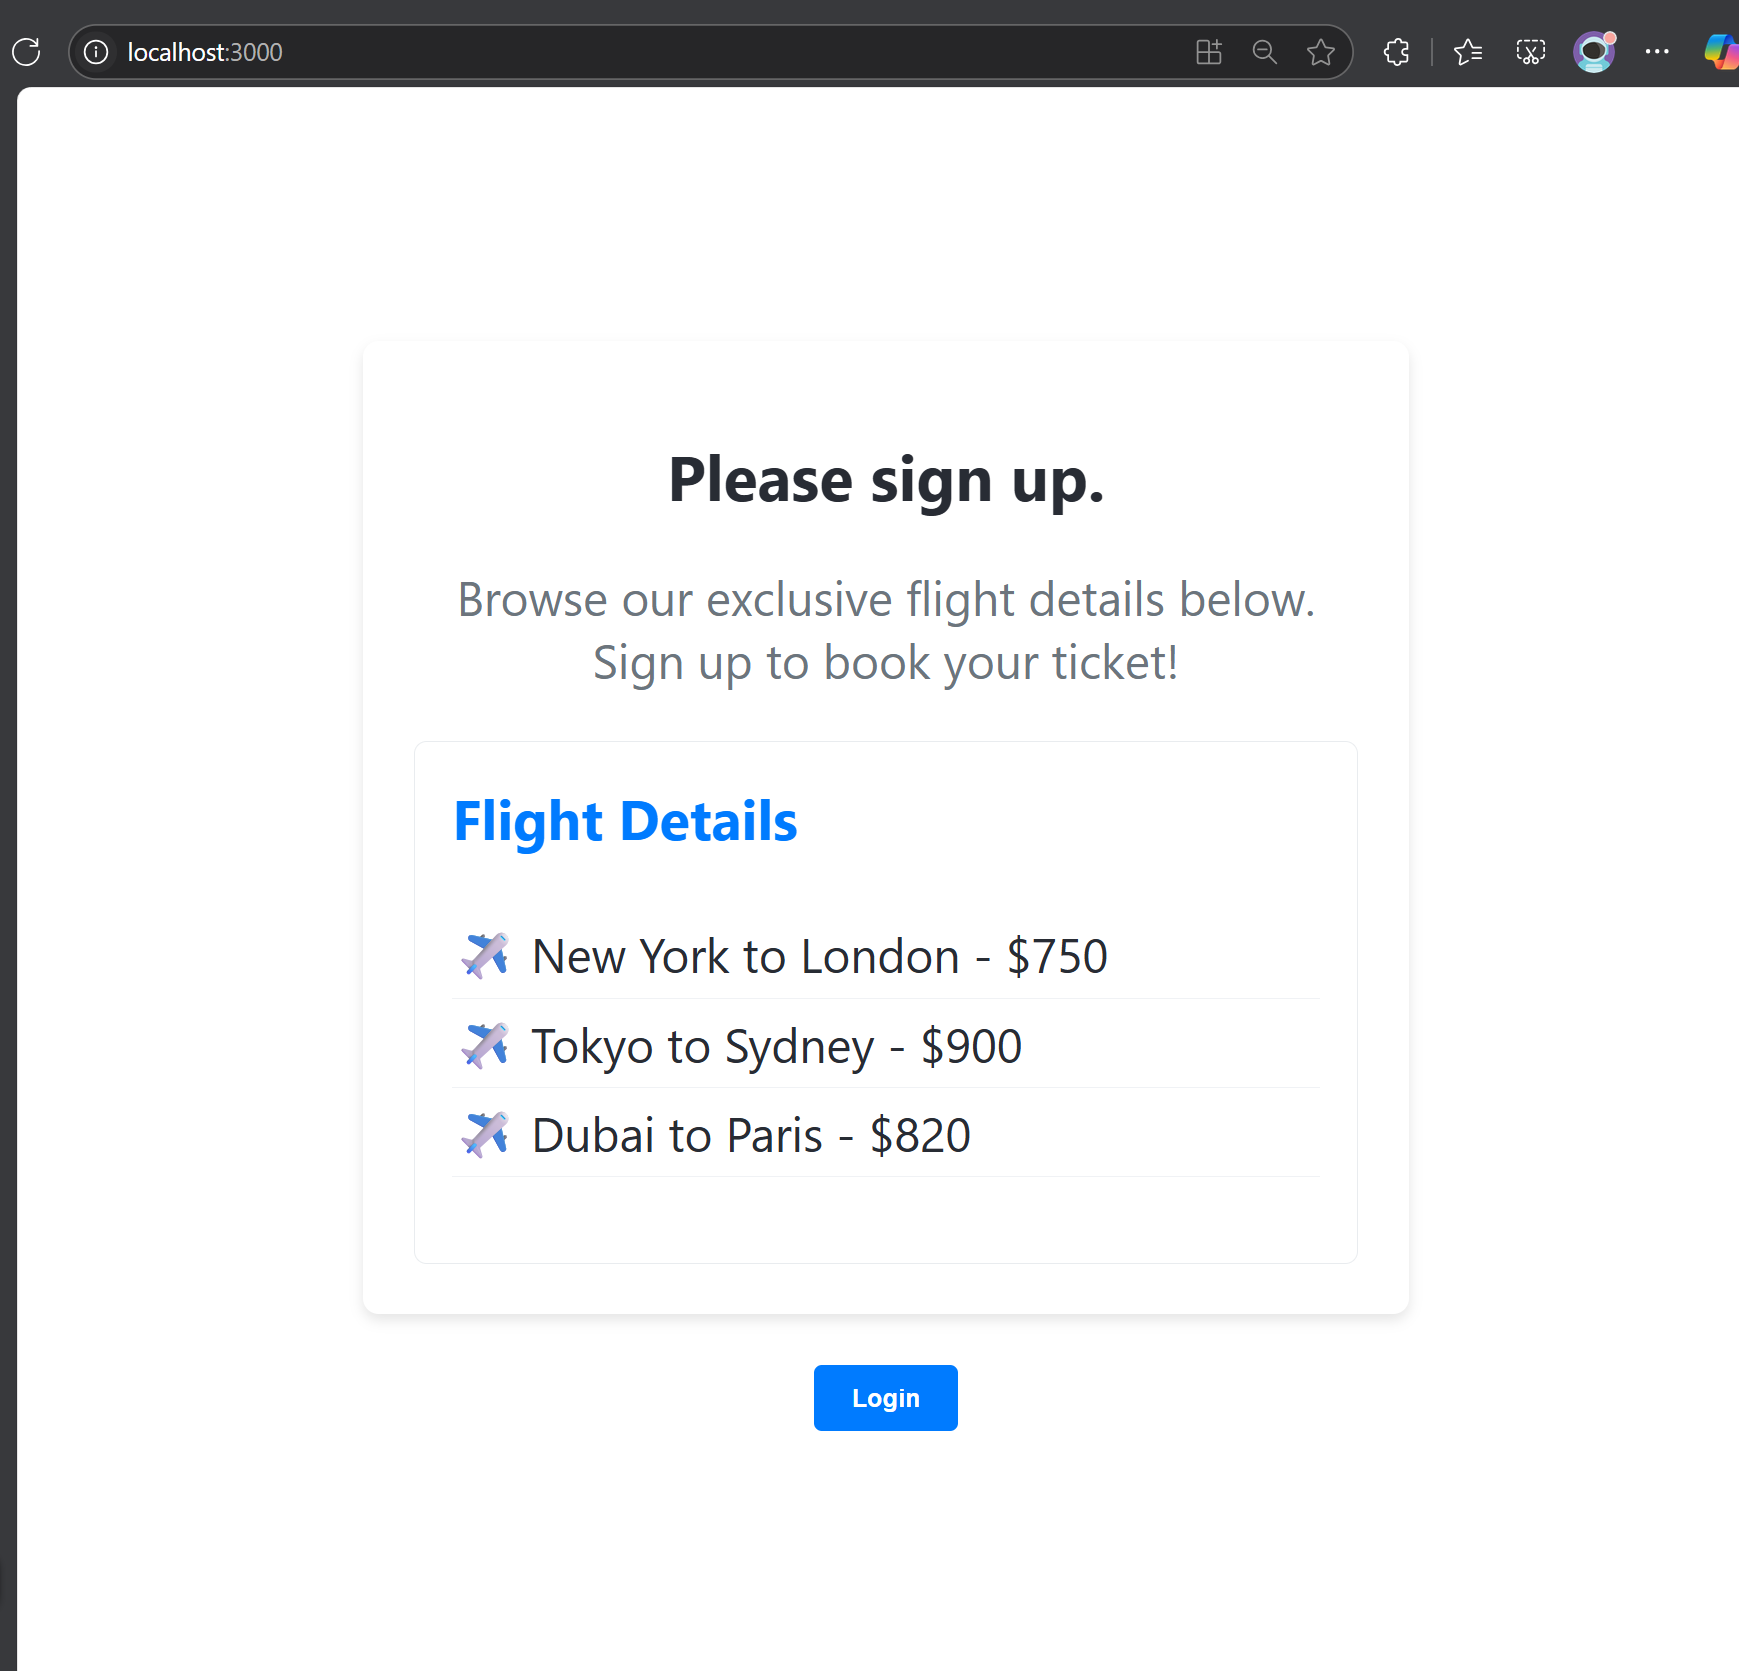 localhost:3000
Please sign up.
Browse our exclusive flight details below.
Sign up to book your ticket!
Flight Details
✈️ New York to London - $750
✈️ Tokyo to Sydney - $900
✈️ Dubai to Paris - $820
Login